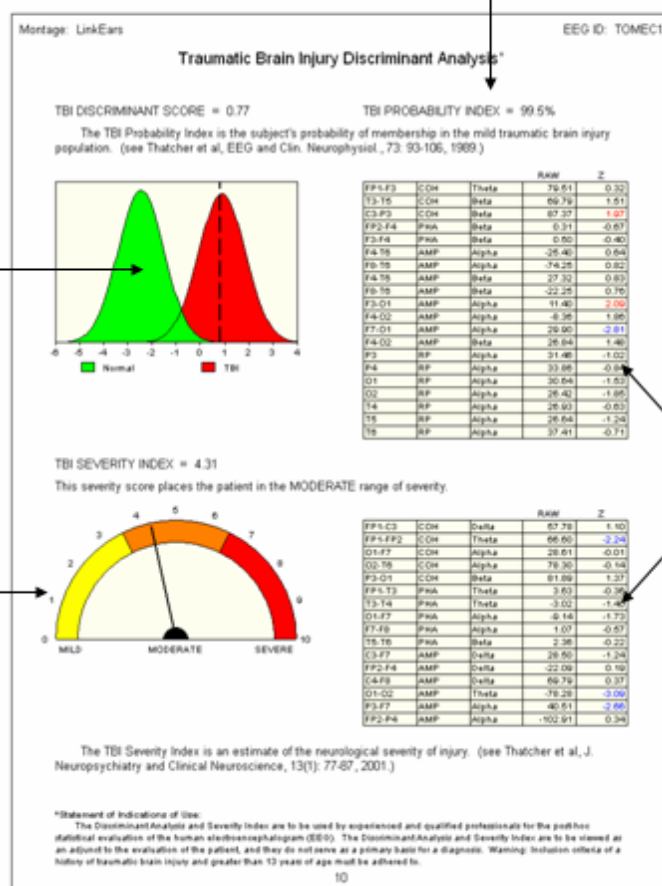 Montage: LinkEars EEG ID: TOMEC1
Traumatic Brain Injury Discriminant Analysis*
TBI DISCRIMINANT SCORE = 0.77 TBI PROBABILITY INDEX = 99.5%
The TBI Probability Index is the subject's probability of membership in the mild traumatic brain injury
population. (see Thatcher et al, EEG and Clin. Neurophysiol., 73: 93-106, 1989.)
RAW Z
FP1-F3 COH Theta 79.51 0.32
T3-T5 COH Beta 69.79 1.51
C3-P3 COH Beta 87.37 1.97
FP2-F4 PHA Beta 0.31 -0.67
F3-F4 PHA Beta 0.50 -0.40
F4-T6 AMP Alpha -25.40 0.64
F8-T6 AMP Alpha -74.25 0.82
F4-T6 AMP Beta 27.32 0.83
F8-T6 AMP Beta -22.25 0.76
F3-O1 AMP Alpha 11.40 2.09
F4-O2 AMP Alpha -8.36 1.86
F7-O1 AMP Alpha 29.90 -2.81
F4-O2 AMP Beta 26.84 1.48
P3 RP Alpha 31.46 -1.02
P4 RP Alpha 33.86
O1 RP Alpha 30.64 -1.53
O2 RP Alpha 26.42 -1.85
T4 RP Alpha 26.93 -0.63
T5 RP Alpha 26.64 -1.24
T6 RP Alpha 37.41 -0.71
-6 -5 -4 -3 -2 -1 0 1 2 3 4
Normal TBI
TBI SEVERITY INDEX = 4.31
This severity score places the patient in the MODERATE range of severity.
0 1 2 3 4 5 6 7 8 9 10
MILD MODERATE SEVERE
RAW Z
FP1-C3 COH Delta 57.78 1.10
FP1-FP2 COH Theta 66.60 -2.24
O1-F7 COH Alpha 28.61 -0.01
O2-T6 COH Alpha 78.30 -0.14
P3-O1 COH Beta 81.89 1.37
FP1-T3 PHA Theta 3.63 -0.36
T3-T4 PHA Theta -3.02
O1-F7 PHA Alpha -9.14 -1.73
F7-F8 PHA Alpha 1.07 -0.57
T5-T6 PHA Beta 2.36 -0.22
C3-F7 AMP Delta 28.50 -1.24
FP2-F4 AMP Delta -22.09 0.19
C4-F8 AMP Delta 69.79 0.37
O1-O2 AMP Theta -78.28 -3.09
P3-F7 AMP Alpha 40.51 -2.66
FP2-P4 AMP Alpha -102.91 0.34
The TBI Severity Index is an estimate of the neurological severity of injury. (see Thatcher et al, J.
Neuropsychiatry and Clinical Neuroscience, 13(1): 77-87, 2001.)
*Statement of Indications of Use:
The Discriminant Analysis and Severity Index are to be used by experienced and qualified professionals for the post-hoc
statistical evaluation of the human electroencephalogram (EEG). The Discriminant Analysis and Severity Index are to be viewed as
an adjunct to the evaluation of the patient, and they do not serve as a primary basis for a diagnosis. Warning: Inclusion criteria of a
history of traumatic brain injury and greater than 13 years of age must be adhered to.
10